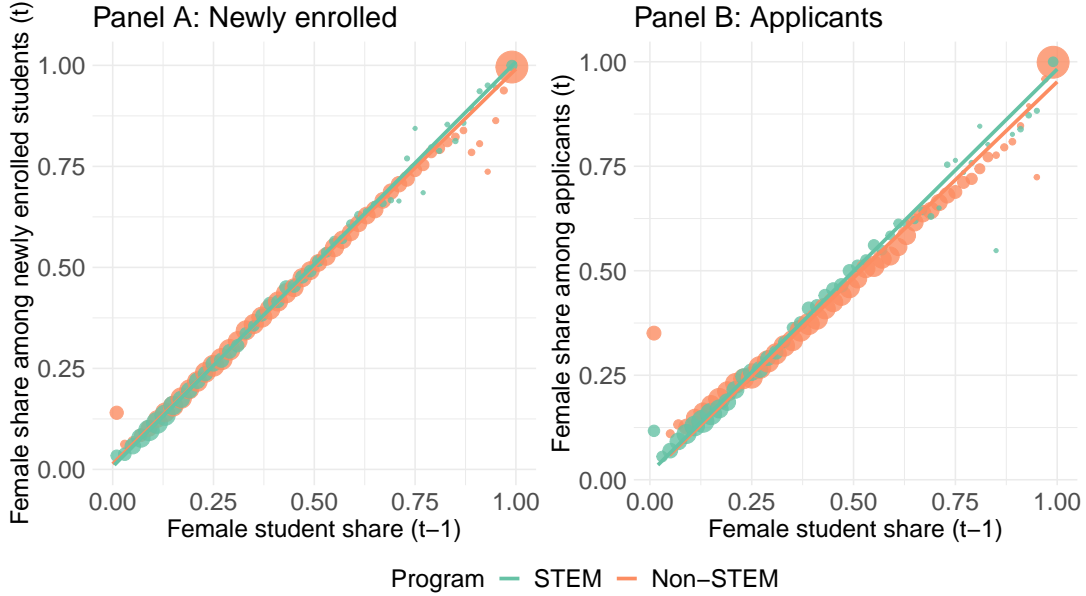 Panel A: Newly enrolled
Female share among newly enrolled students (t)
1.00
0.75
0.50
0.25
0.00
0.00 0.25 0.50 0.75 1.00
Female student share (t−1)
Panel B: Applicants
Female share among applicants (t)
1.00
0.75
0.50
0.25
0.00
0.00 0.25 0.50 0.75 1.00
Female student share (t−1)
Program STEM Non−STEM